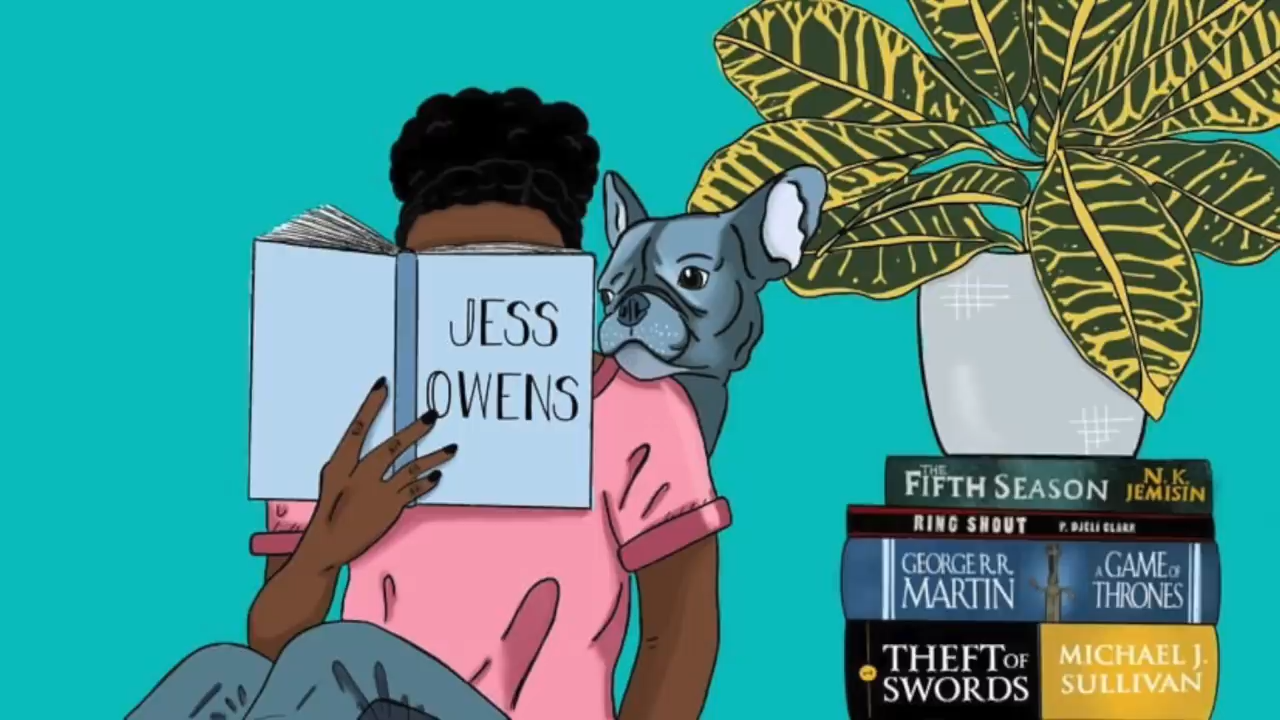 JESS
OWENS
THE
FIFTH SEASON
N. K.
JEMISIN
RING SHOUT P. DJÈLÍ CLARK
GEORGE R.R.
MARTIN
A GAME OF
THRONES
1
THEFT OF
SWORDS
MICHAEL J.
SULLIVAN